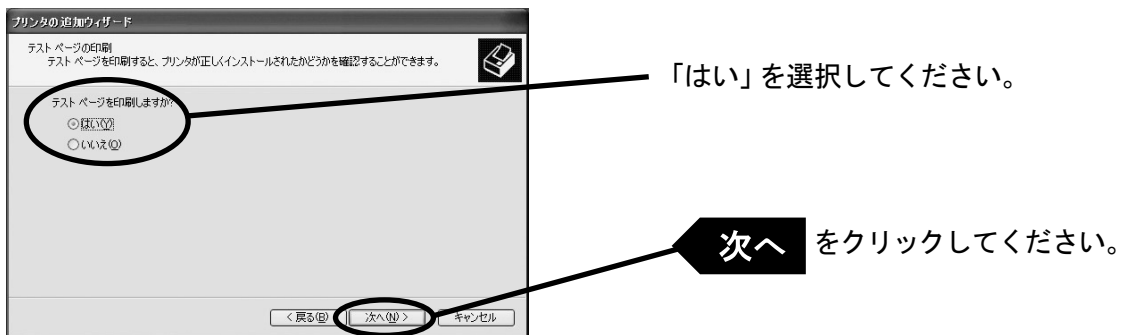 プリンタの追加ウィザード
テスト ページの印刷
テスト ページを印刷すると、プリンタが正しくインストールされたかどうかを確認することができます。
「はい」を選択してください。
テスト ページを印刷しますか?
はい(Y)
いいえ(O)
次へ をクリックしてください。
< 戻る(B)
次へ(N) >
キャンセル